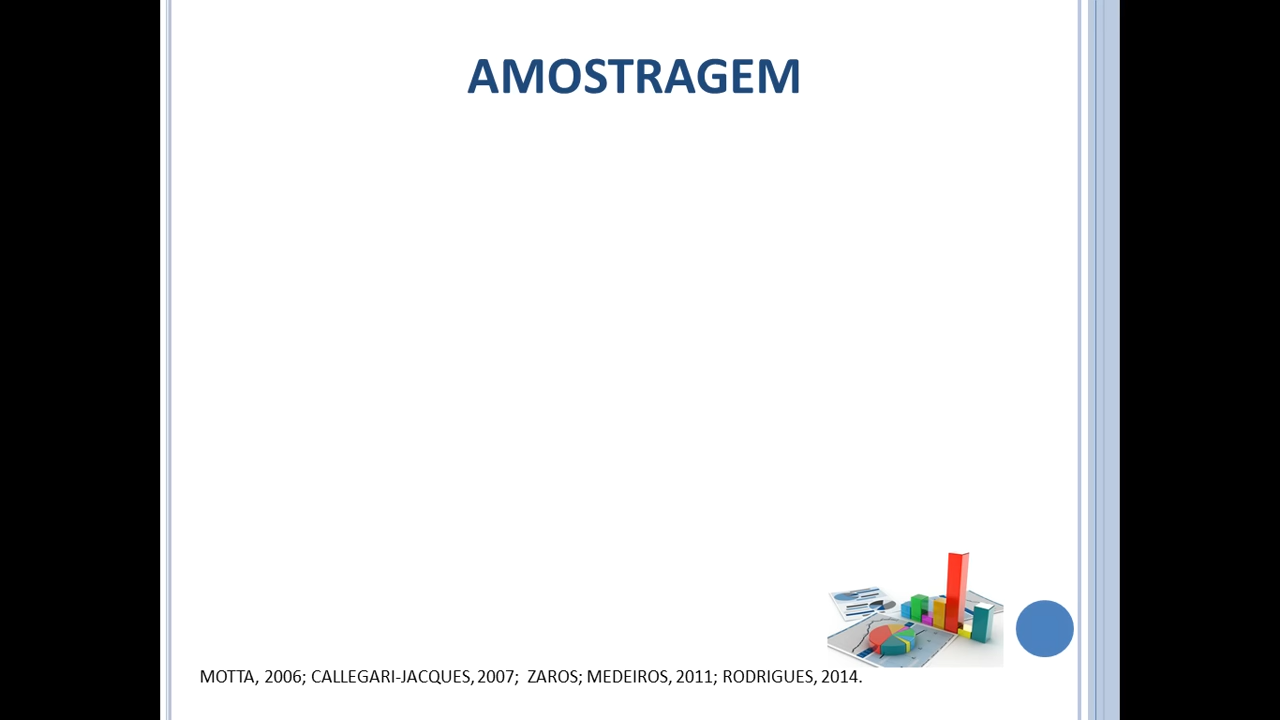 AMOSTRAGEM
MOTTA, 2006; CALLEGARI-JACQUES, 2007; ZAROS; MEDEIROS, 2011; RODRIGUES, 2014.